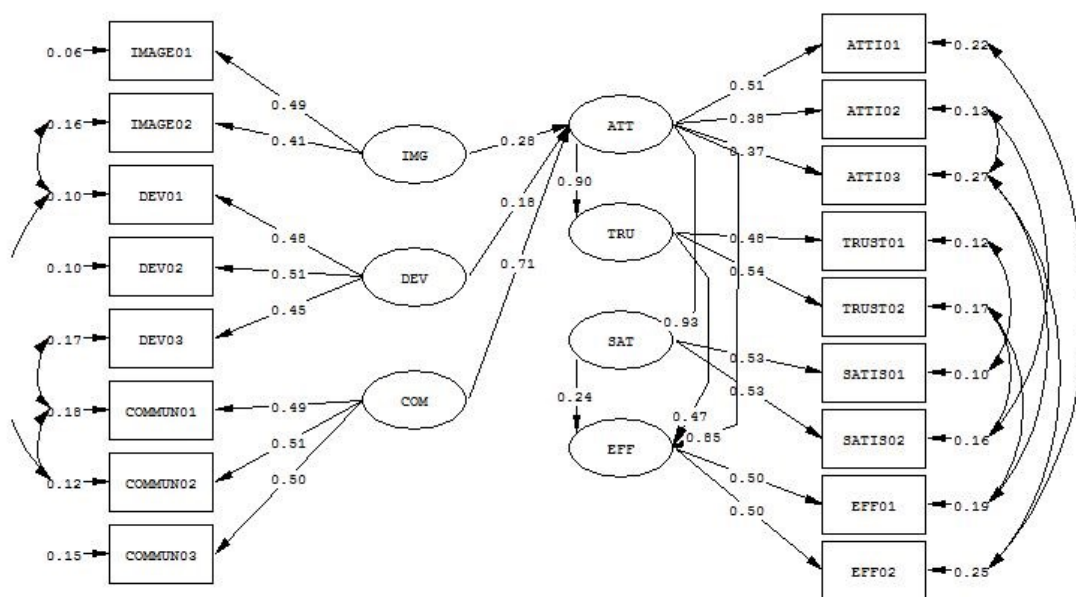 0.06 IMAGE01
0.16 IMAGE02
0.10 DEV01
0.10 DEV02
0.17 DEV03
0.18 COMMUN01
0.12 COMMUN02
0.15 COMMUN03
0.49
0.41
0.48
0.51
0.45
0.49
0.51
0.50
IMG
DEV
COM
0.28
0.18
0.71
ATT
0.90
TRU
SAT
0.24
EFF
0.93
0.47
0.85
0.51
0.38
0.37
0.48
0.54
0.53
0.53
0.50
0.50
ATTI01 0.22
ATTI02 0.13
ATTI03 0.27
TRUST01 0.12
TRUST02 0.17
SATIS01 0.10
SATIS02 0.16
EFF01 0.19
EFF02 0.25